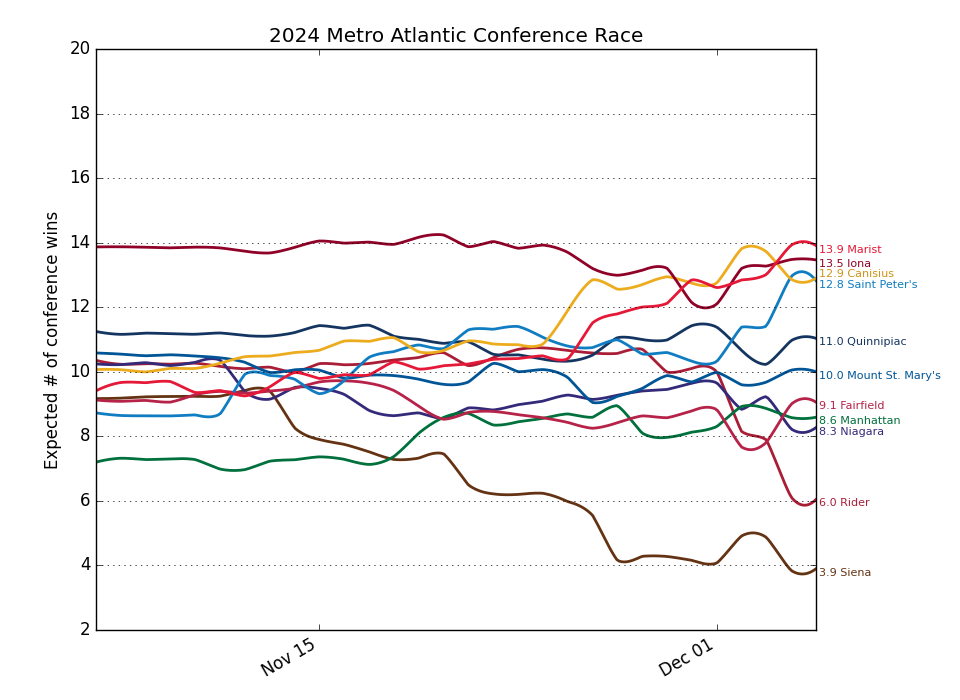 2024 Metro Atlantic Conference Race
Expected # of conference wins
20
18
16
14
12
10
8
6
4
2
13.9 Marist
13.5 Iona
12.9 Canisius
12.8 Saint Peter's
11.0 Quinnipiac
10.0 Mount St. Mary's
9.1 Fairfield
8.6 Manhattan
8.3 Niagara
6.0 Rider
3.9 Siena
Nov 15
Dec 01